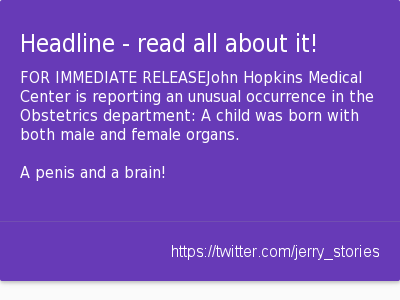 Headline - read all about it!
FOR IMMEDIATE RELEASEJohn Hopkins Medical
Center is reporting an unusual occurrence in the
Obstetrics department: A child was born with
both male and female organs.
A penis and a brain!
https://twitter.com/jerry_stories